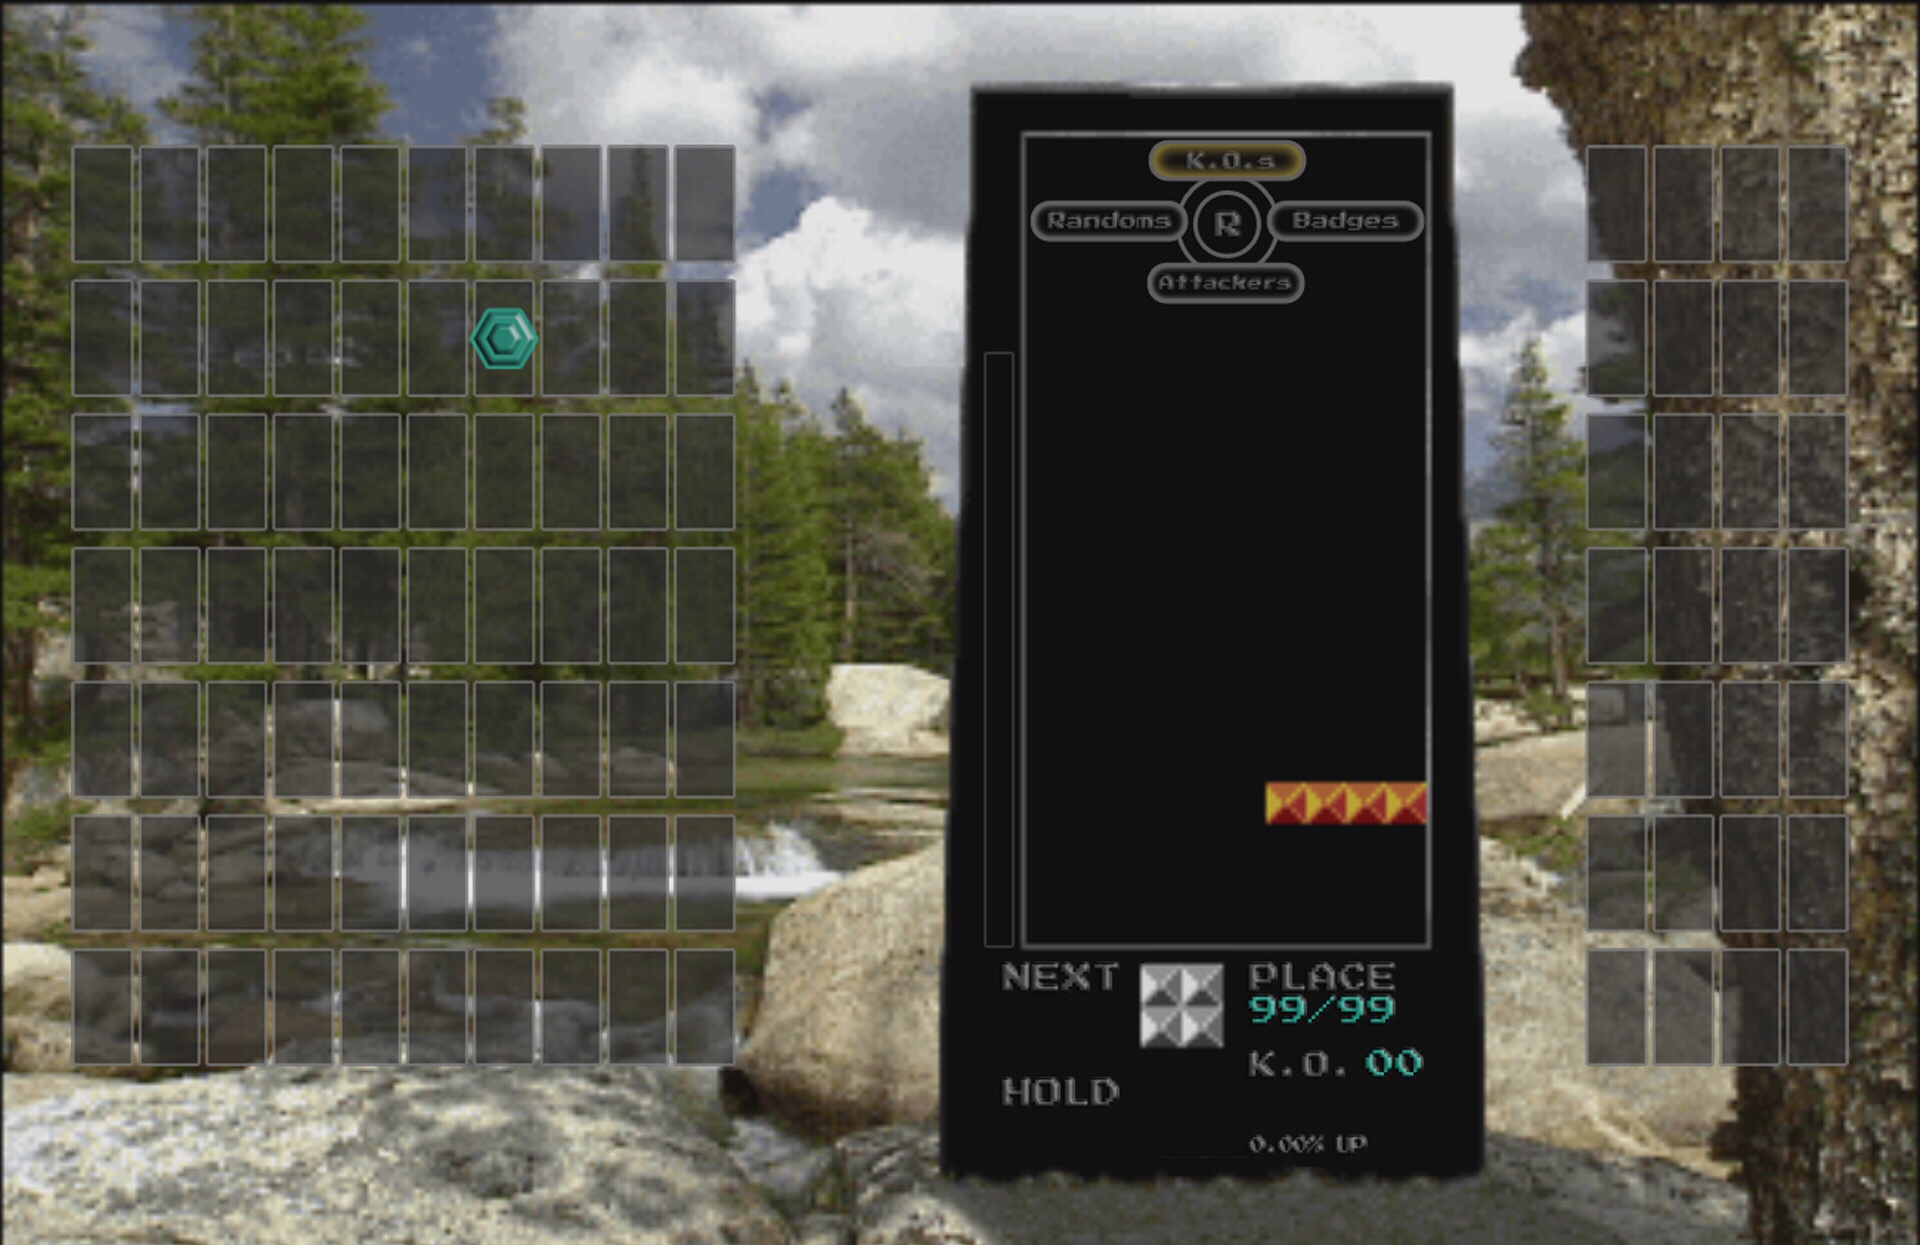 K.O.s
Randoms R Badges
Attackers
NEXT PLACE
99/99
K.O. 00
HOLD
0.00% UP